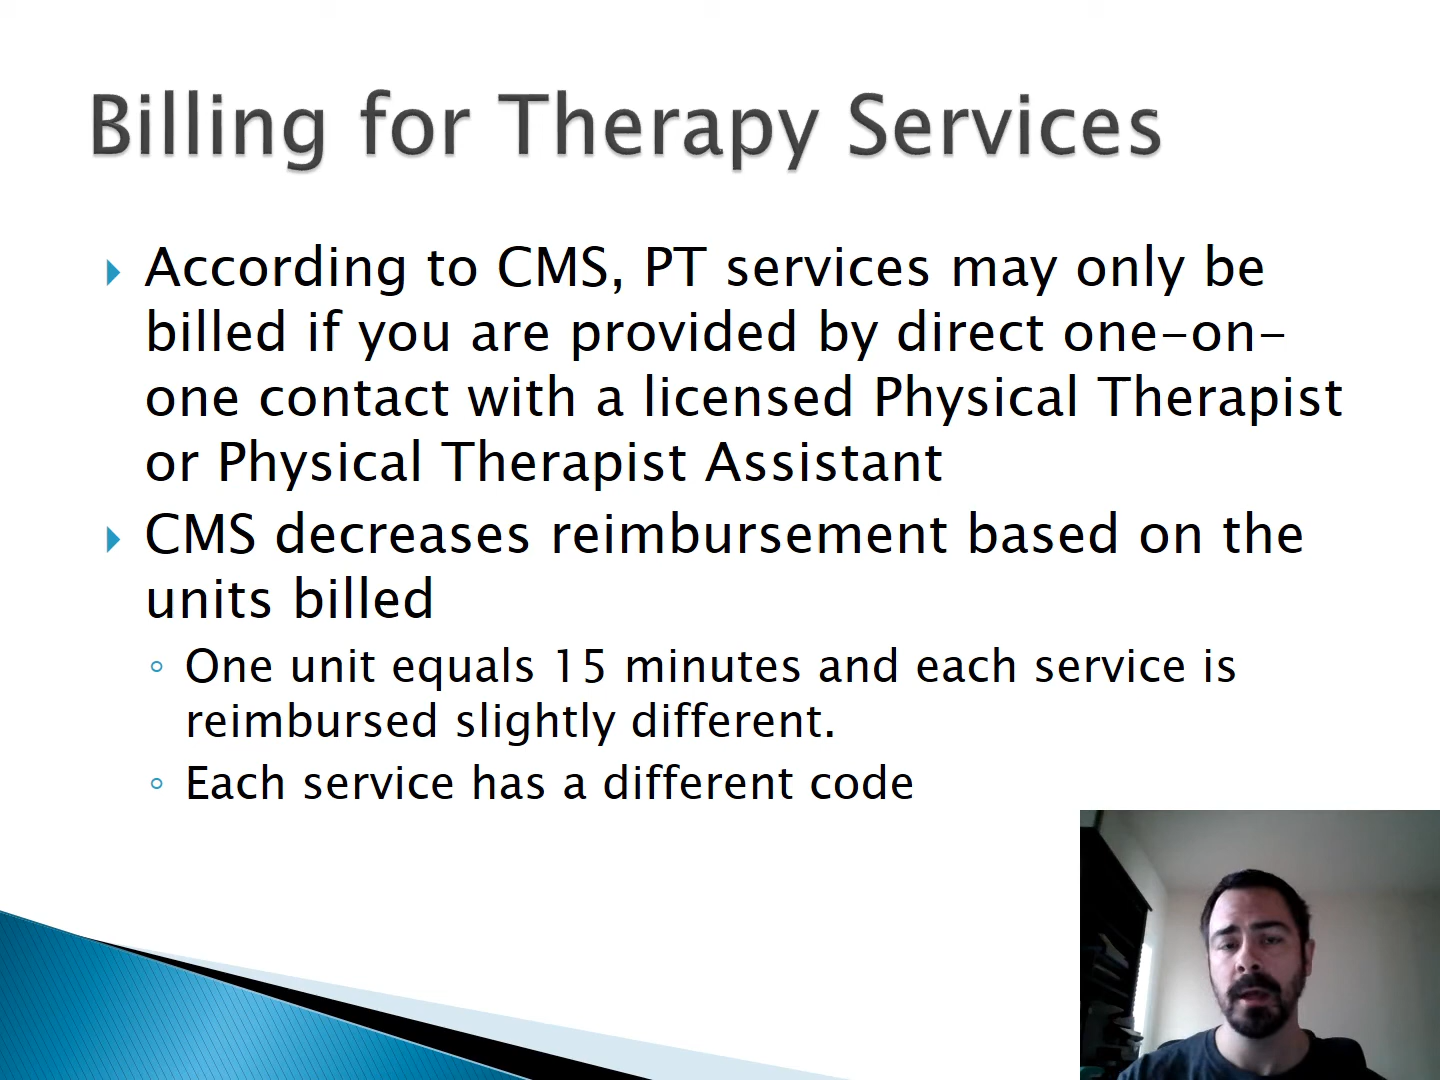 Billing for Therapy Services
According to CMS, PT services may only be
billed if you are provided by direct one-on-
one contact with a licensed Physical Therapist
or Physical Therapist Assistant
CMS decreases reimbursement based on the
units billed
One unit equals 15 minutes and each service is
reimbursed slightly different.
Each service has a different code